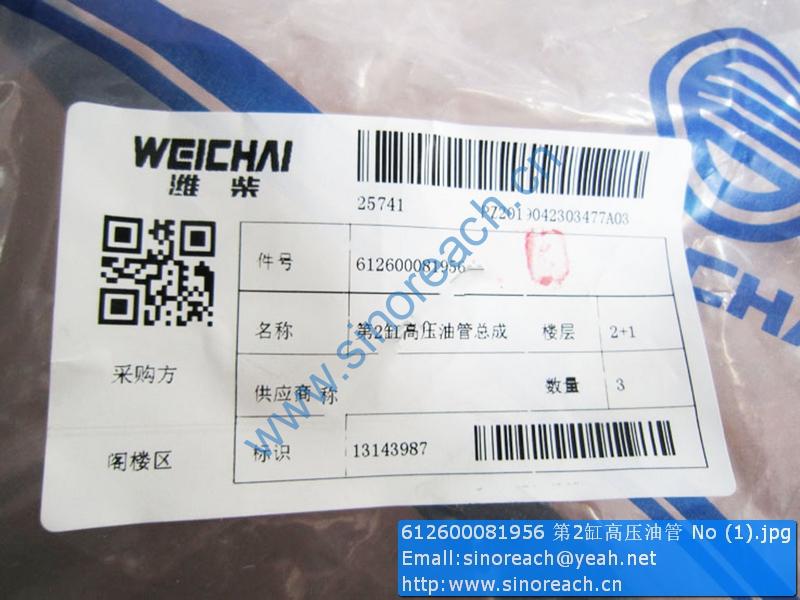 WEICHAI
潍柴
25741 PZ2019042303477A03
件号 612600081956
名称 第2缸高压油管总成 楼层 2+1
采购方
供应商 称 数量 3
阁楼区
标识 13143987
CHA
www.sinoreach.cn
612600081956 第2缸高压油管 No (1).jpg
Email:sinoreach@yeah.net
http:www.sinoreach.cn